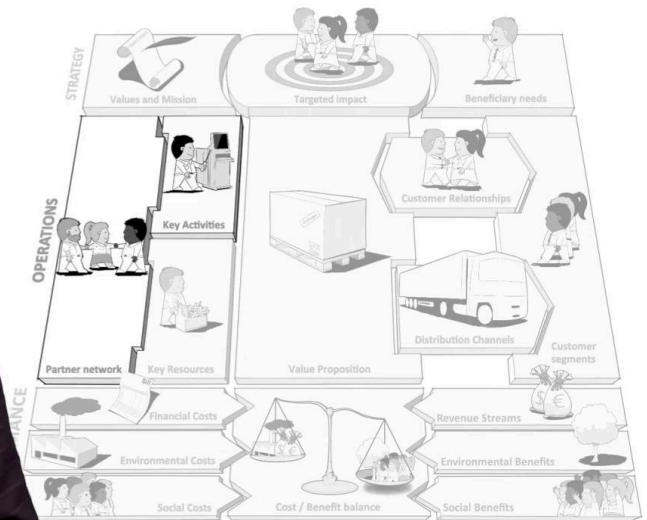 STRATEGY
Values and Mission
Targeted impact
Beneficiary needs
OPERATIONS
Customer Relationships
Key Activities
Distribution Channels
Partner network
Key Resources
Value Proposition
Customer
segments
Financial Costs
Revenue Streams
Environmental Costs
Environmental Benefits
Social Costs
Cost / Benefit balance
Social Benefits